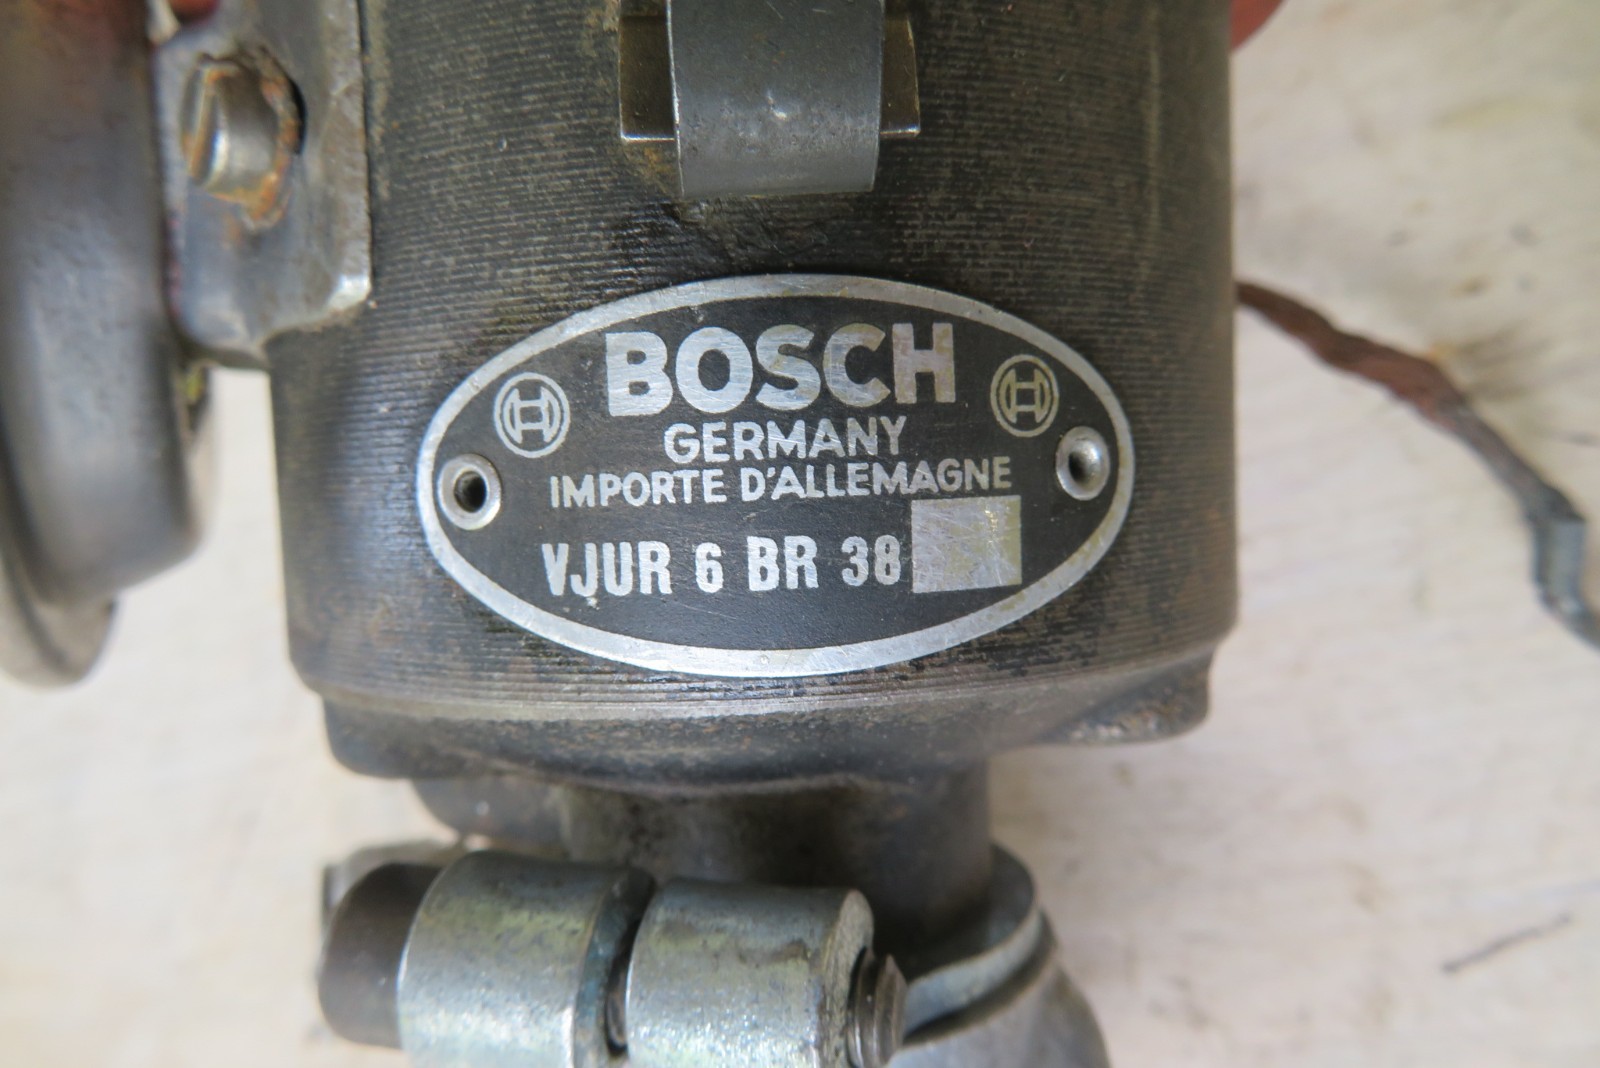 BOSCH
GERMANY
IMPORTE D'ALLEMAGNE
VJUR 6 BR 38